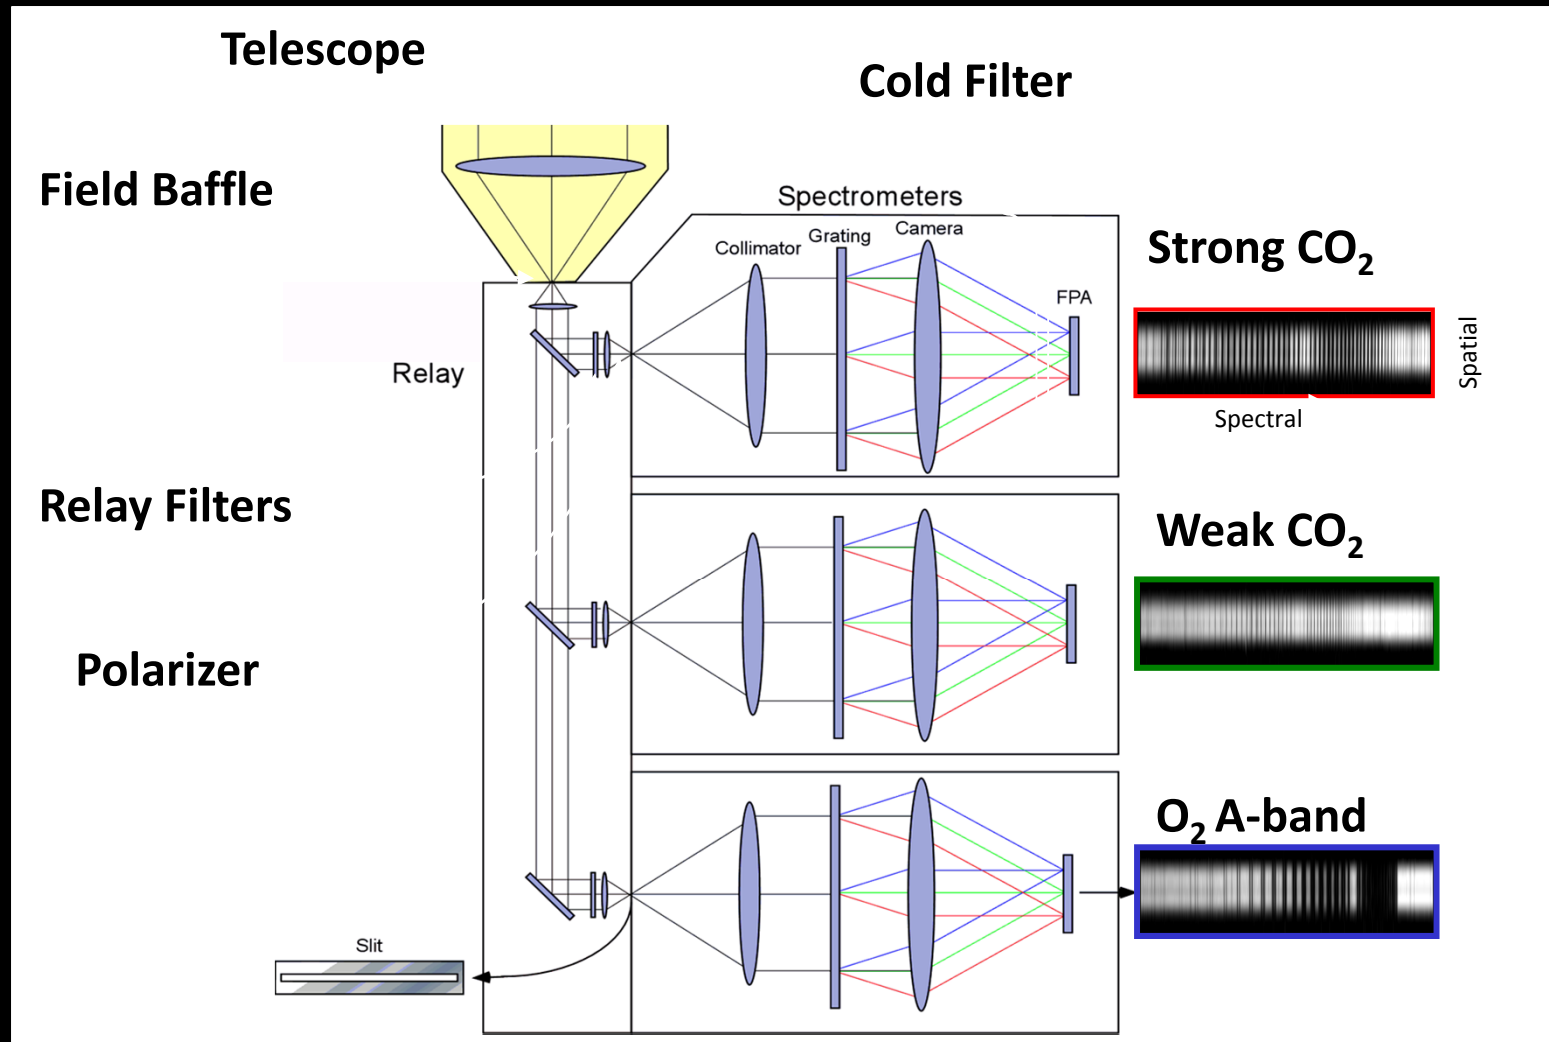 Telescope
Cold Filter
Field Baffle
Spectrometers
Collimator
Grating
Camera
Strong CO2
FPA
Spatial
Relay
Spectral
Relay Filters
Weak CO2
Polarizer
O2 A-band
Slit